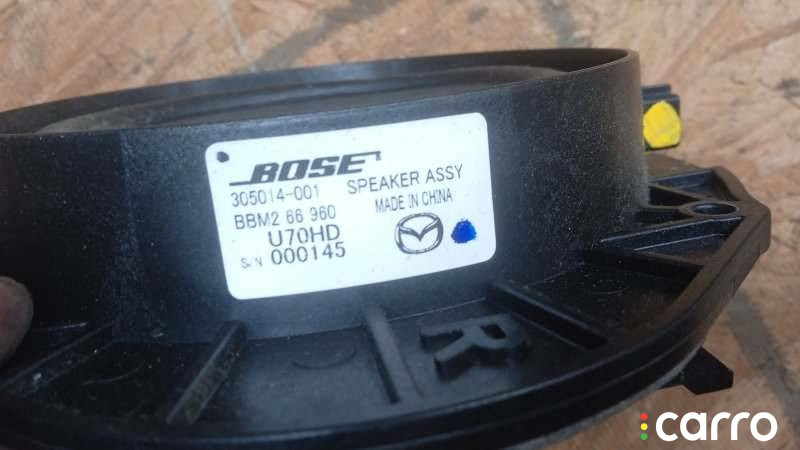 BOSE
305014-001 SPEAKER ASSY
BBM2 66 960 MADE IN CHINA
U70HD
S/N 000145
R
carro